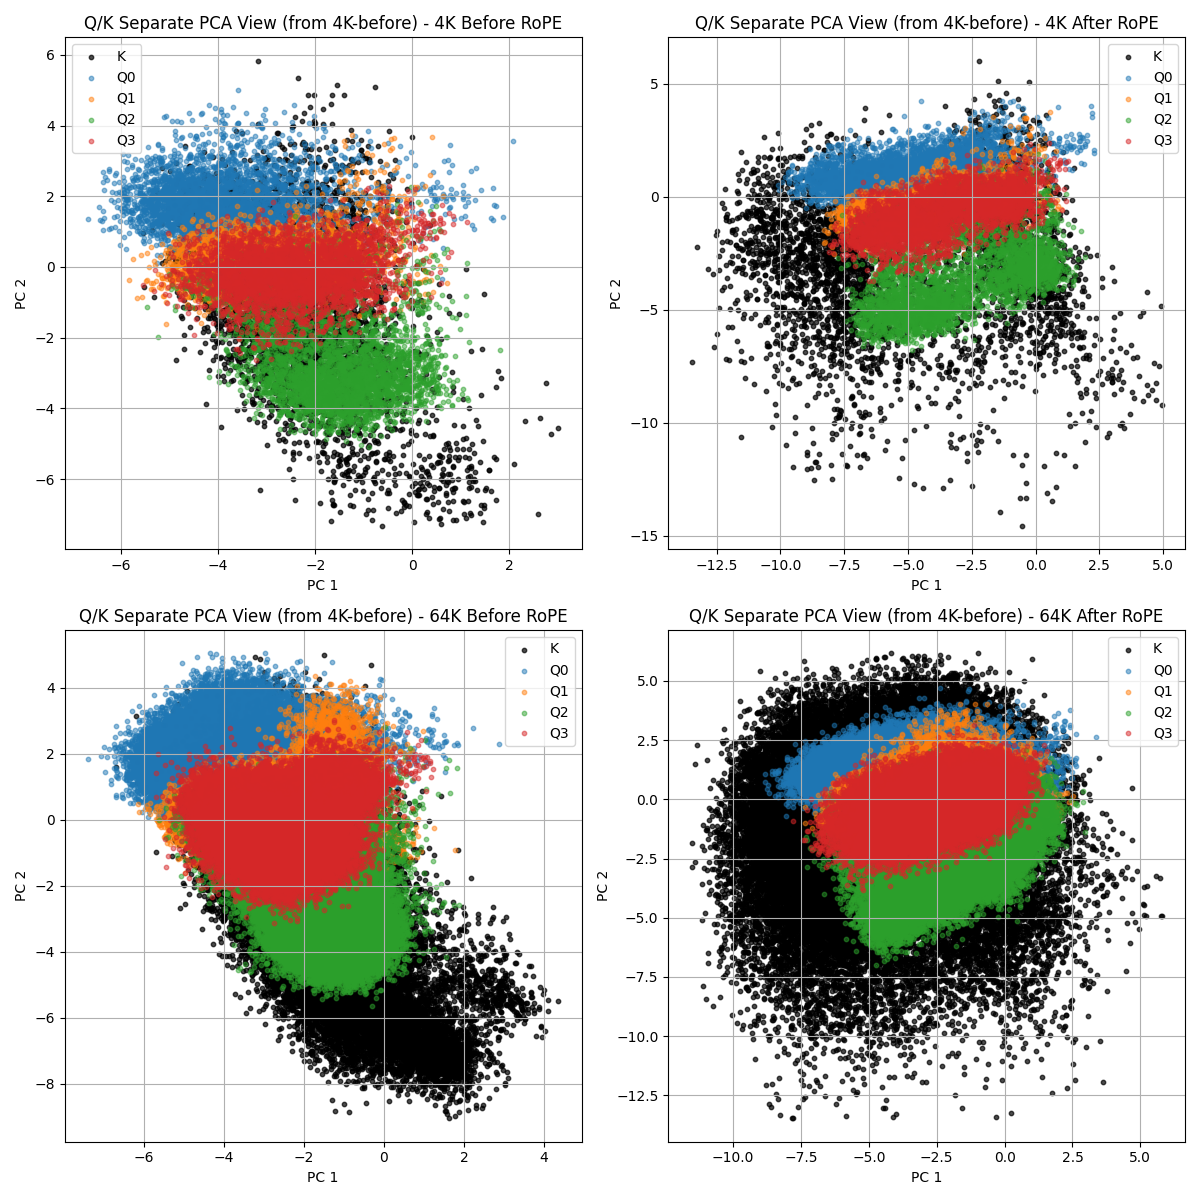 Q/K Separate PCA View (from 4K-before) - 4K Before RoPE
K
Q0
Q1
Q2
Q3
6
4
2
0
−2
−4
−6
PC 2
−6
−4
−2
0
2
PC 1
Q/K Separate PCA View (from 4K-before) - 4K After RoPE
K
Q0
Q1
Q2
Q3
5
0
−5
−10
−15
PC 2
−12.5
−10.0
−7.5
−5.0
−2.5
0.0
2.5
5.0
PC 1
Q/K Separate PCA View (from 4K-before) - 64K Before RoPE
K
Q0
Q1
Q2
Q3
4
2
0
−2
−4
−6
−8
PC 2
−6
−4
−2
0
2
4
PC 1
Q/K Separate PCA View (from 4K-before) - 64K After RoPE
K
Q0
Q1
Q2
Q3
5.0
2.5
0.0
−2.5
−5.0
−7.5
−10.0
−12.5
PC 2
−10.0
−7.5
−5.0
−2.5
0.0
2.5
5.0
PC 1